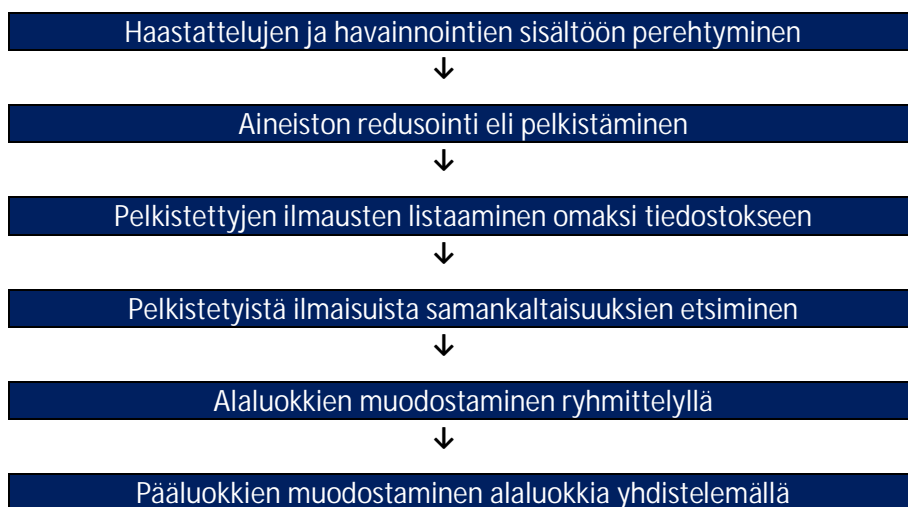 Haastattelujen ja havainnointien sisältöön perehtyminen
↓
Aineiston redusointi eli pelkistäminen
↓
Pelkistettyjen ilmausten listaaminen omaksi tiedostokseen
↓
Pelkistetyistä ilmaisuista samankaltaisuuksien etsiminen
↓
Alaluokkien muodostaminen ryhmittelyllä
↓
Pääluokkien muodostaminen alaluokkia yhdistelemällä